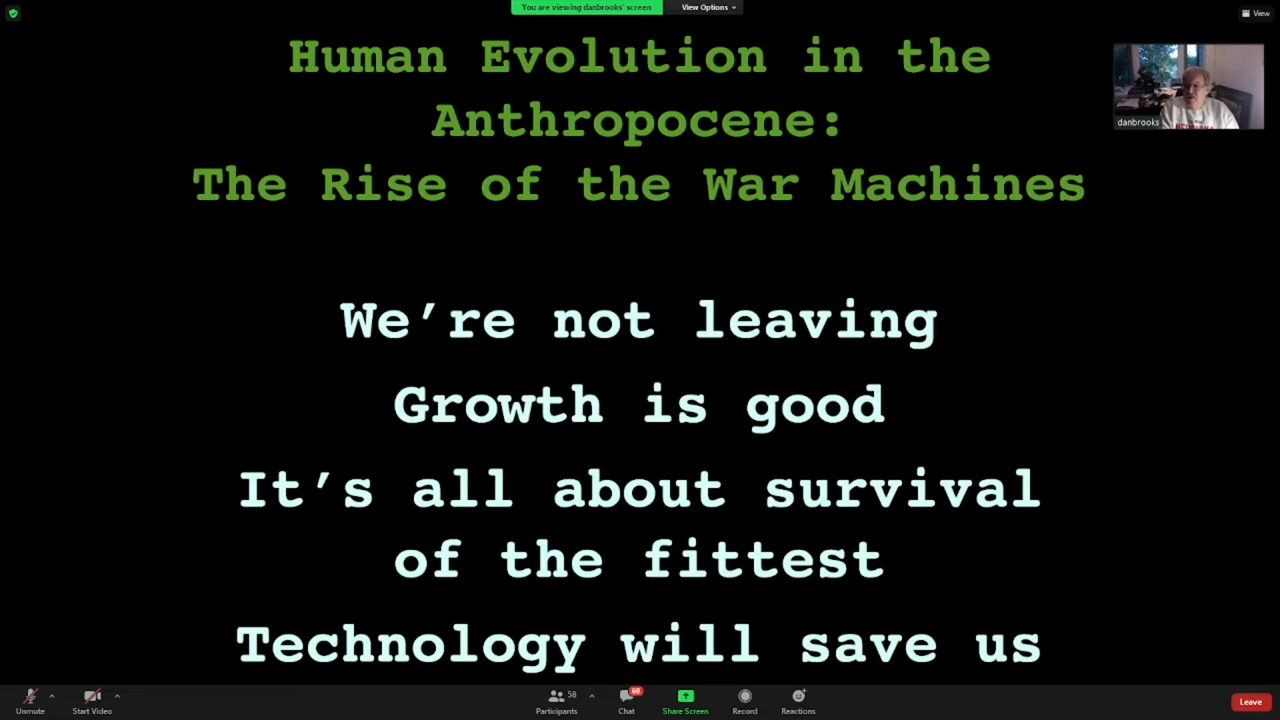 You are viewing danbrooks' screen
View Options
View
Human Evolution in the
Anthropocene:
The Rise of the War Machines
danbrooks
We’re not leaving
Growth is good
It’s all about survival
of the fittest
Technology will save us
58
60
Unmute
Start Video
Participants
Chat
Share Screen
Record
Reactions
Leave